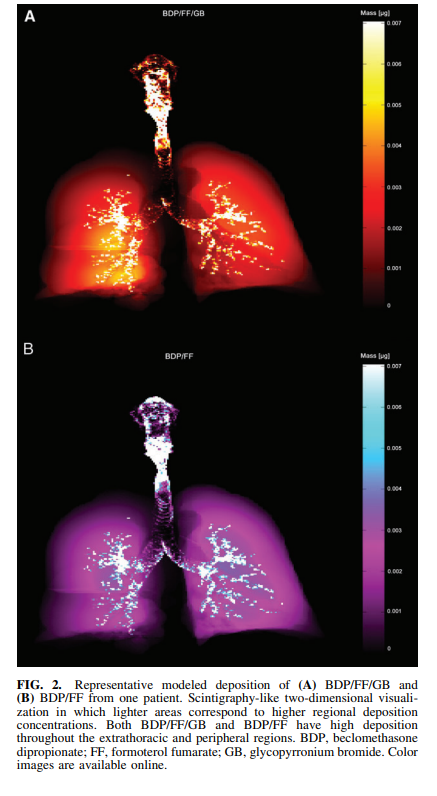 A
BDP/FF/GB
Mass [µg]
0.007
0.006
0.005
0.004
0.003
0.002
0.001
0
B
BDP/FF
Mass [µg]
0.007
0.006
0.005
0.004
0.003
0.002
0.001
0
FIG. 2. Representative modeled deposition of (A) BDP/FF/GB and
(B) BDP/FF from one patient. Scintigraphy-like two-dimensional visuali-
zation in which lighter areas correspond to higher regional deposition
concentrations. Both BDP/FF/GB and BDP/FF have high deposition
throughout the extrathoracic and peripheral regions. BDP, beclomethasone
dipropionate; FF, formoterol fumarate; GB, glycopyrronium bromide. Color
images are available online.